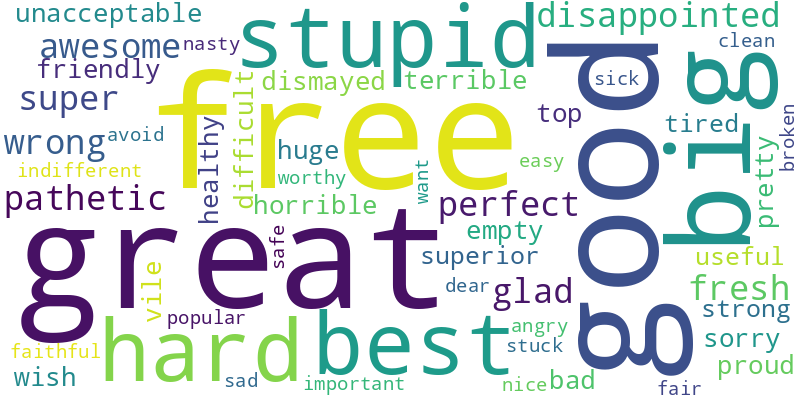 unacceptable
stupid
disappointed
awesome
nasty
clean
friendly
good
big
dismayed
terrible
sick
super
free
difficult
top
wrong
avoid
healthy
huge
tired
broken
indifferent
worthy
want
easy
pretty
pathetic
horrible
perfect
great
safe
empty
superior
useful
vile
dear
glad
fresh
popular
hard
best
angry
strong
faithful
stuck
sorry
wish
sad
important
nice
bad
proud
fair